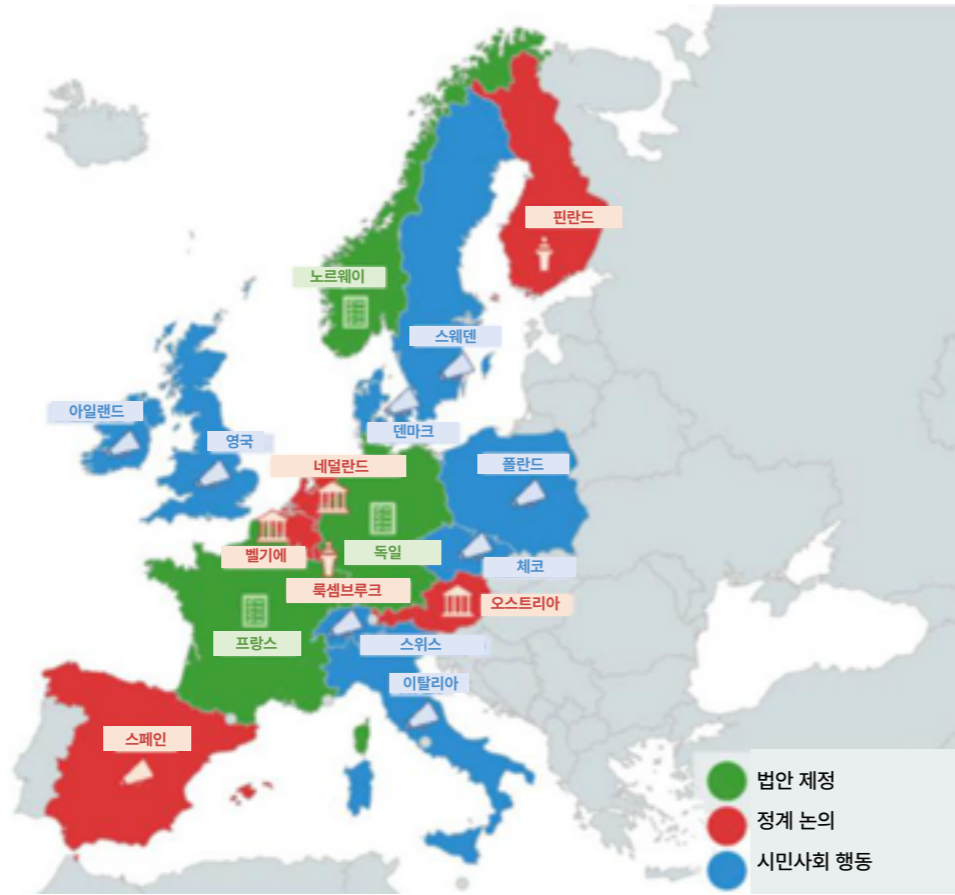 핀란드
노르웨이
스웨덴
아일랜드
덴마크
영국
네덜란드
폴란드
벨기에
독일
체코
룩셈브루크
오스트리아
프랑스
스위스
이탈리아
스페인
법안 제정
정계 논의
시민사회 행동